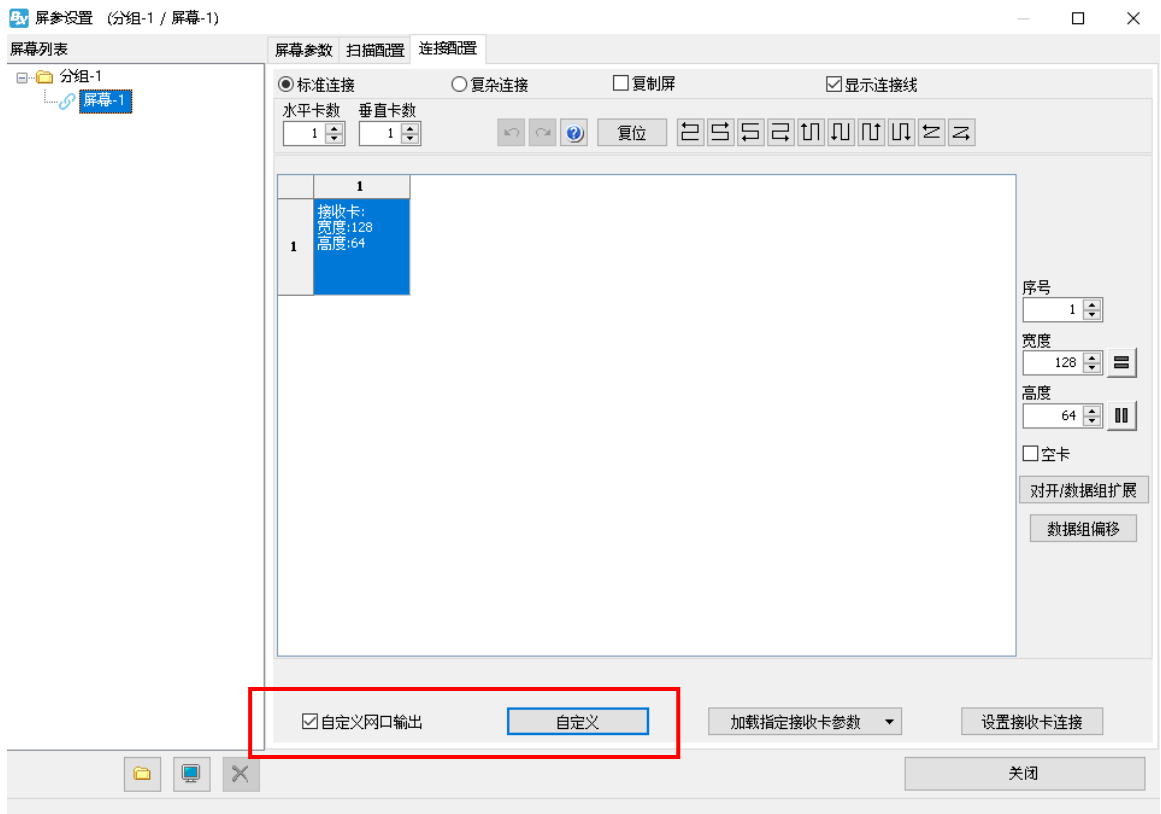 BX 屏参设置 (分组-1 / 屏幕-1)
屏幕列表
屏幕参数 扫描配置 连接配置
分组-1
屏幕-1
标准连接 复杂连接 复制屏 显示连接线
水平卡数 垂直卡数
1 1 复位
1
1
接收卡:
宽度:128
高度:64
序号
1
宽度
128
高度
64
空卡
对开/数据组扩展
数据组偏移
自定义网口输出 自定义 加载指定接收卡参数 设置接收卡连接
关闭